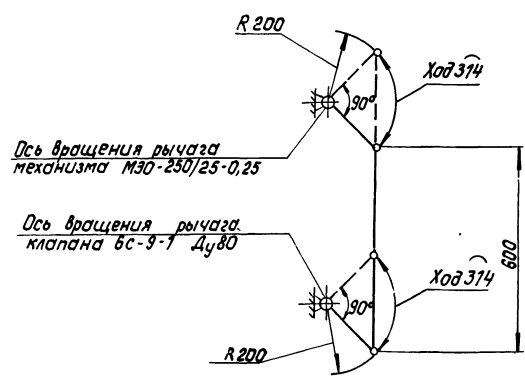 R 200
Ход 314
90°
Ось вращения рычага
механизма МЭО-250/25-0,25
Ось вращения рычага
клапана 6с-9-1 Ду80
600
Ход 314
90°
R 200